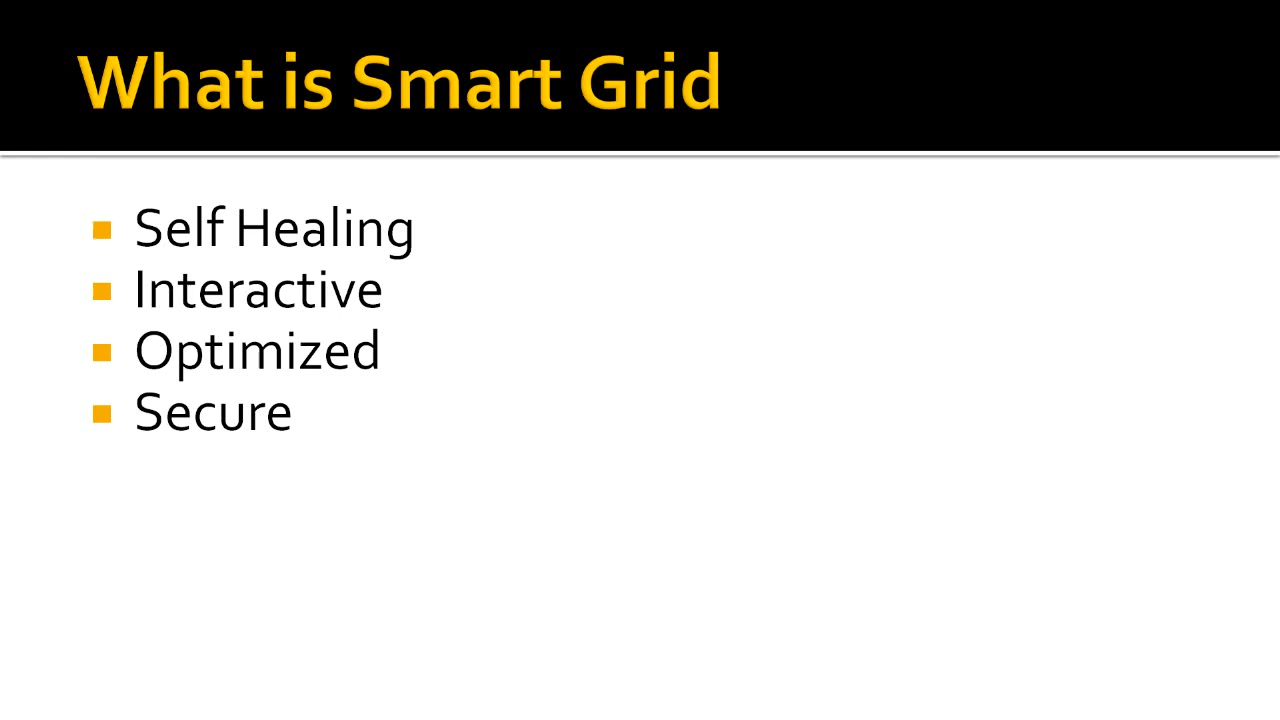 What is Smart Grid
Self Healing
Interactive
Optimized
Secure